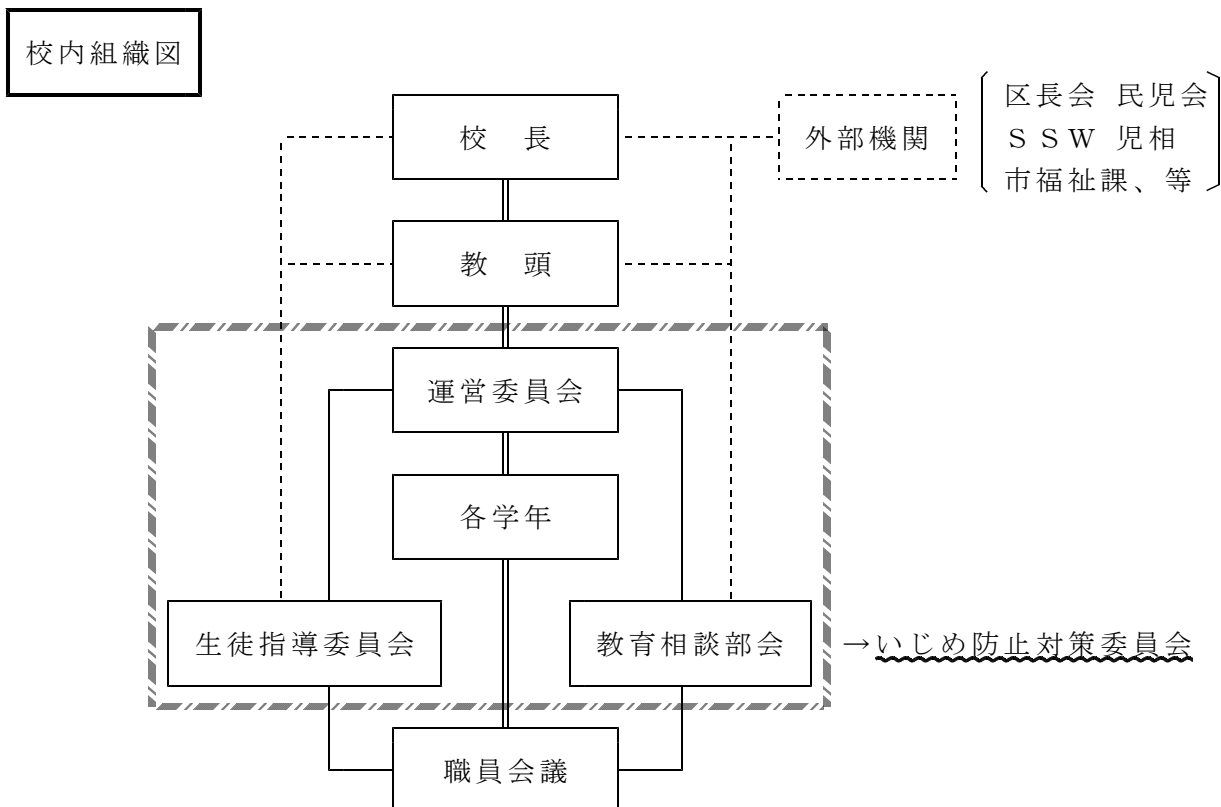 校内組織図
校　長
外部機関
区長会 民児会
ＳＳＷ 児相
市福祉課、等
教　頭
運営委員会
各学年
生徒指導委員会
教育相談部会
→いじめ防止対策委員会
職員会議